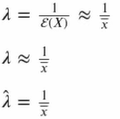 λ = 1/ℰ(X) ≈ 1/x̿
λ ≈ 1/x̿
λ̂ = 1/x̿